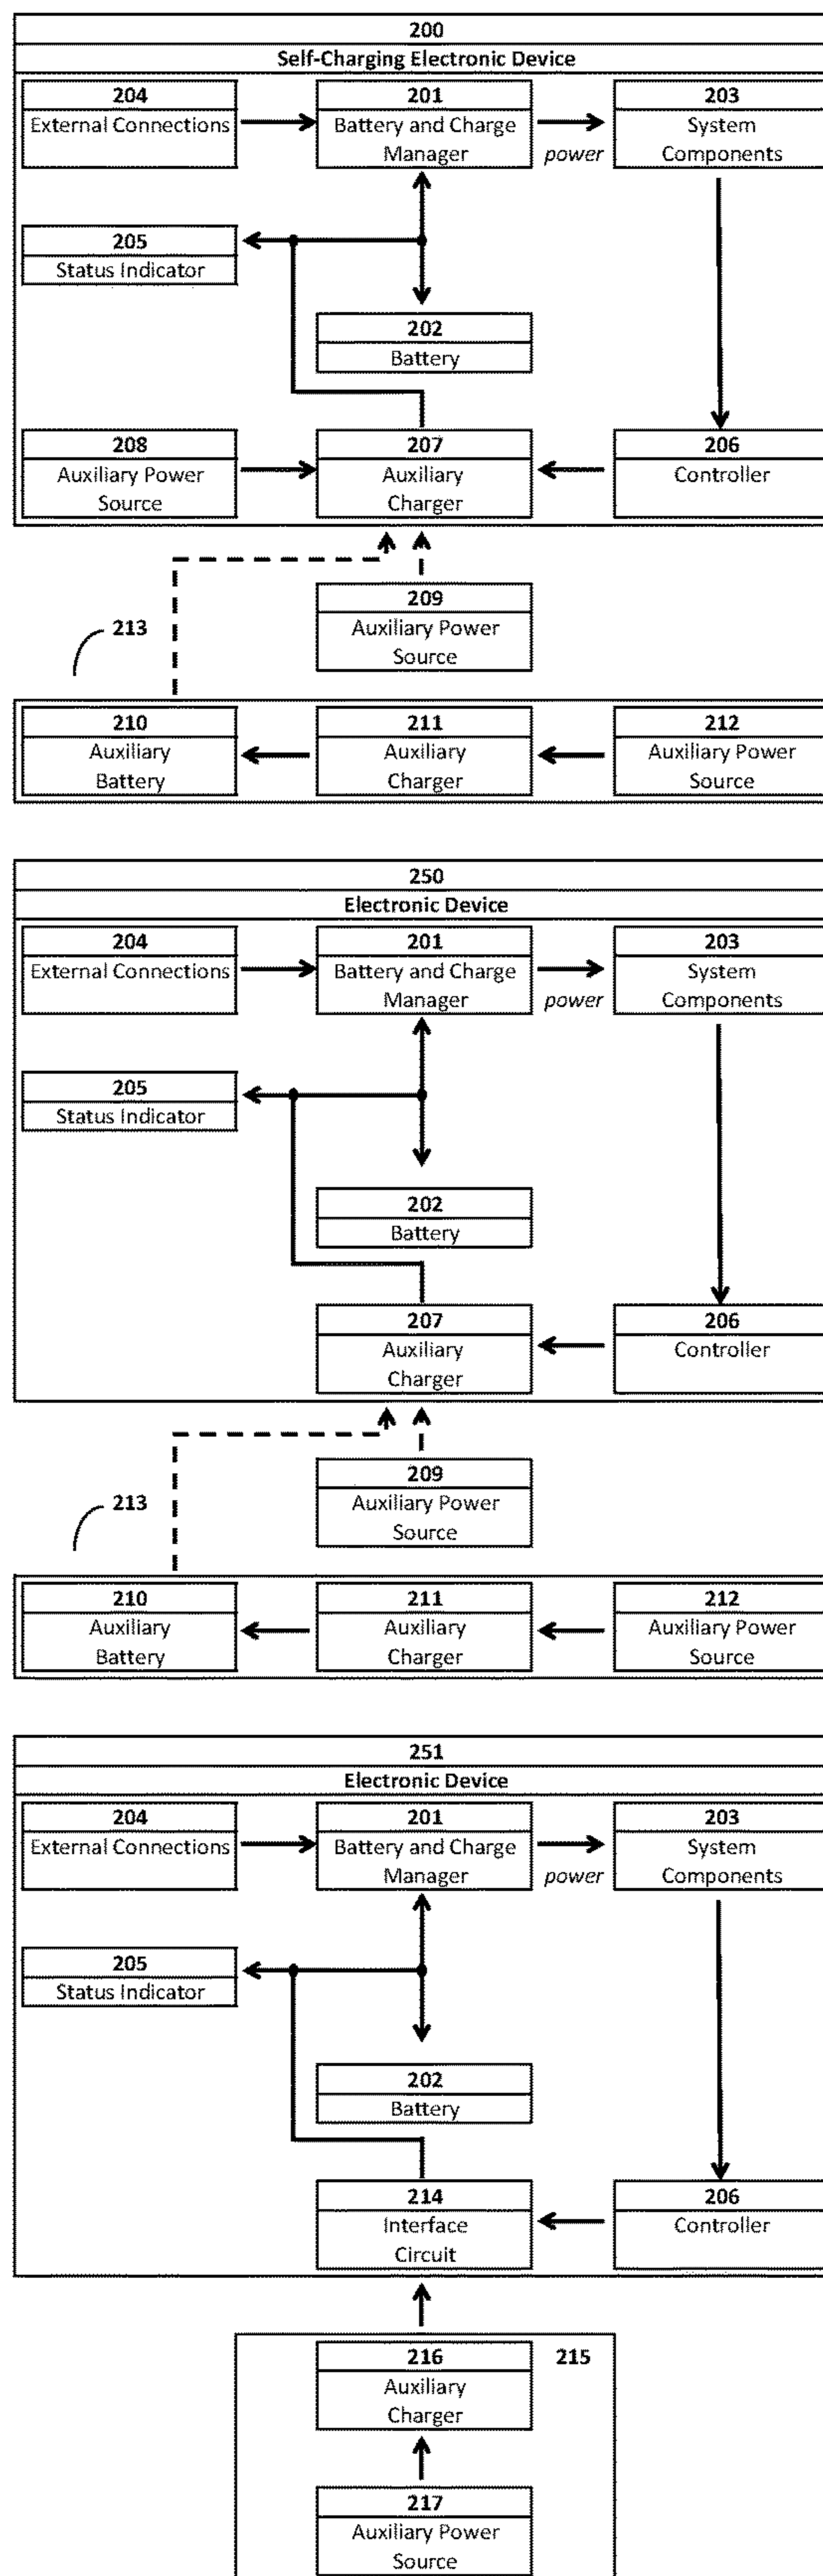 200
Self-Charging Electronic Device
204
External Connections
201
Battery and Charge
Manager
power
203
System
Components
205
Status Indicator
202
Battery
208
Auxiliary Power
Source
207
Auxiliary
Charger
206
Controller
209
Auxiliary Power
Source
213
210
Auxiliary
Battery
211
Auxiliary
Charger
212
Auxiliary Power
Source
250
Electronic Device
204
External Connections
201
Battery and Charge
Manager
power
203
System
Components
205
Status Indicator
202
Battery
207
Auxiliary
Charger
206
Controller
209
Auxiliary Power
Source
213
210
Auxiliary
Battery
211
Auxiliary
Charger
212
Auxiliary Power
Source
251
Electronic Device
204
External Connections
201
Battery and Charge
Manager
power
203
System
Components
205
Status Indicator
202
Battery
214
Interface
Circuit
206
Controller
216
Auxiliary
Charger
215
217
Auxiliary Power
Source